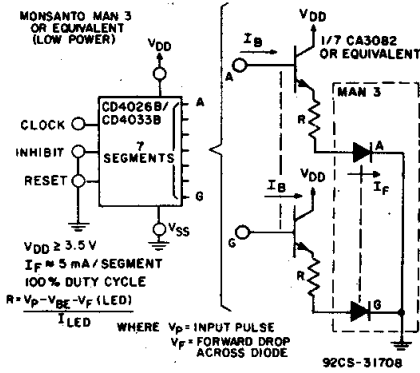 MONSANTO MAN 3
OR EQUIVALENT
(LOW POWER)
VDD
CD4026B/
CD4033B
7
SEGMENTS
A
G
CLOCK
INHIBIT
RESET
VSS
VDD ≥ 3.5 V
IF ≈ 5 mA/SEGMENT
100% DUTY CYCLE
R = VP-VBE-VF (LED)
ILED
WHERE VP = INPUT PULSE
VF = FORWARD DROP
ACROSS DIODE
VDD
IB
1/7 CA3082
OR EQUIVALENT
A
R
MAN 3
A
IF
VDD
IB
G
R
G
92CS-31708